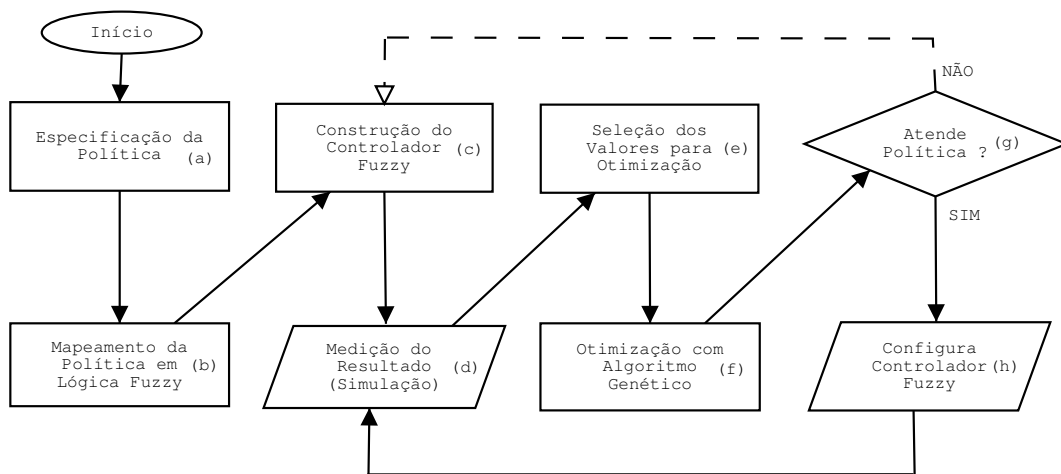 Início
Especificação da
Política (a)
Mapeamento da
Política em (b)
Lógica Fuzzy
Construção do
Controlador (c)
Fuzzy
Medição do
Resultado (d)
(Simulação)
Seleção dos
Valores para (e)
Otimização
Otimização com
Algoritmo (f)
Genético
NÃO
Atende (g)
Política ?
SIM
Configura
Controlador (h)
Fuzzy